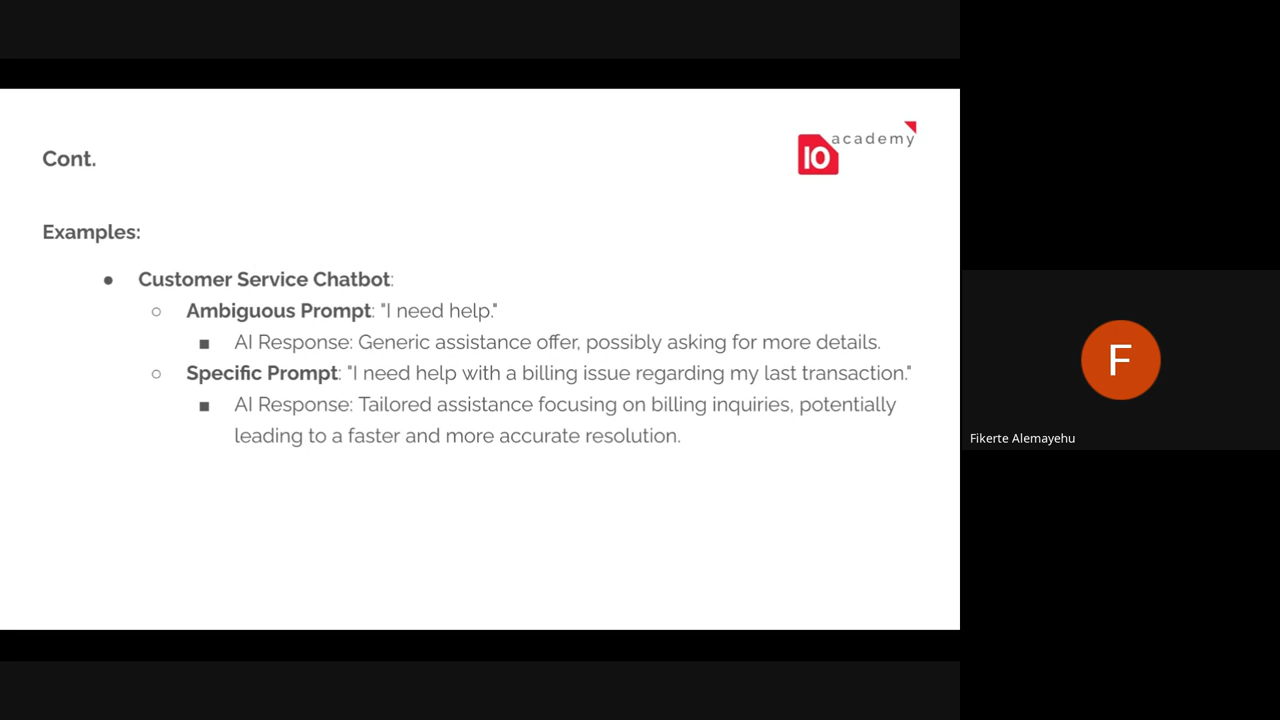 academy
10
Cont.
Examples:
● Customer Service Chatbot:
○ Ambiguous Prompt: "I need help."
■ AI Response: Generic assistance offer, possibly asking for more details.
○ Specific Prompt: "I need help with a billing issue regarding my last transaction."
■ AI Response: Tailored assistance focusing on billing inquiries, potentially
leading to a faster and more accurate resolution.
F
Fikerte Alemayehu